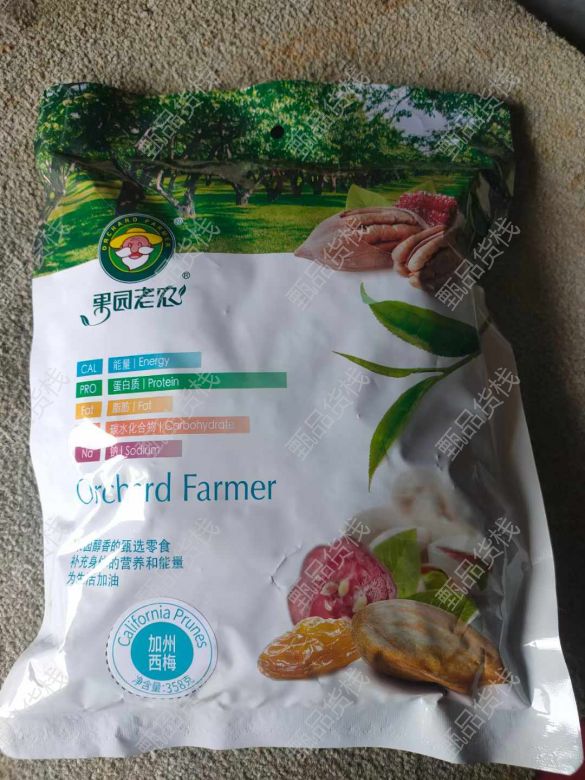 ORCHARD FARMER
®
果园老农®
CAL 能量 | Energy
PRO 蛋白质 | Protein
Fat 脂肪 | Fat
碳水化合物 | Carbohydrate
Na 钠 | Sodium
Orchard Farmer
醇香的甄选零食
补充身体的营养和能量
为生活加油
California Prunes
加州
西梅
净含量:358克
甄品货栈